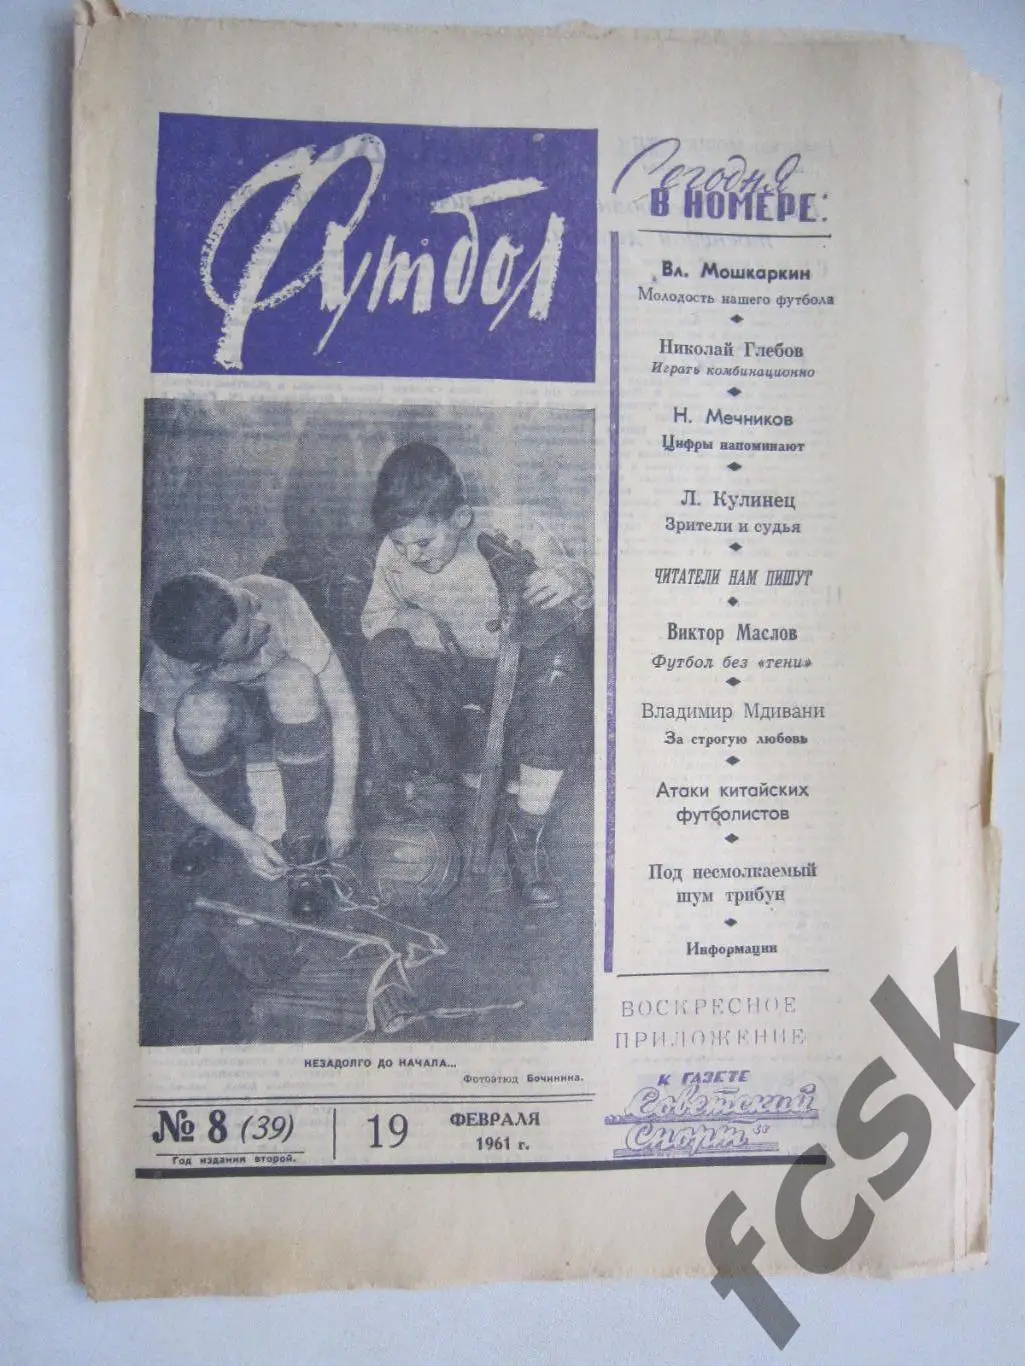 Футбол
Сегодня
В НОМЕРЕ:
Вл. Мошкаркин
Молодость нашего футбола
Николай Глебов
Играть комбинационно
Н. Мечников
Цифры напоминают
Л. Кулинец
Зрители и судья
ЧИТАТЕЛИ НАМ ПИШУТ
Виктор Маслов
Футбол без «тени»
Владимир Мдивани
За строгую любовь
Атаки китайских
футболистов
Под несмолкаемый
шум трибун
Информации
ВОСКРЕСНОЕ
ПРИЛОЖЕНИЕ
К ГАЗЕТЕ
„Советский
Спорт“
НЕЗАДОЛГО ДО НАЧАЛА...
Фотоэтюд Бочинина.
№ 8 (39)
Год издания второй.
19
ФЕВРАЛЯ
1961 г.
fcsk